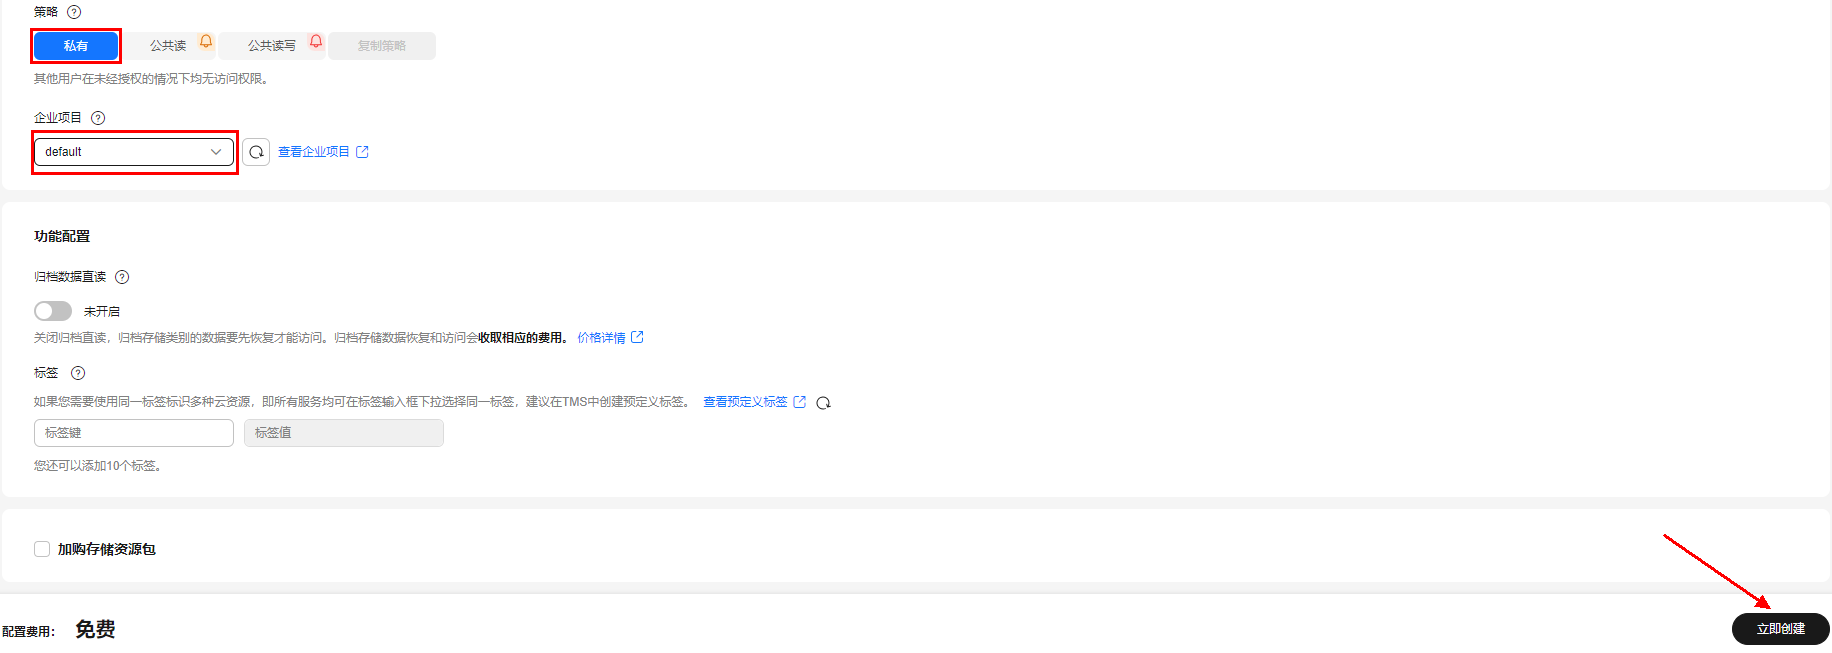 策略
私有 公共读 公共读写 复制策略
其他用户在未经授权的情况下均无访问权限。
企业项目
default 查看企业项目
功能配置
归档数据直读
未开启
关闭归档直读，归档存储类别的数据要先恢复才能访问。归档存储数据恢复和访问会收取相应的费用。 价格详情
标签
如果您需要使用同一标签标识多种云资源，即所有服务均可在标签输入框下拉选择同一标签，建议在TMS中创建预定义标签。 查看预定义标签
标签键 标签值
您还可以添加10个标签。
加购存储资源包
配置费用： 免费
立即创建